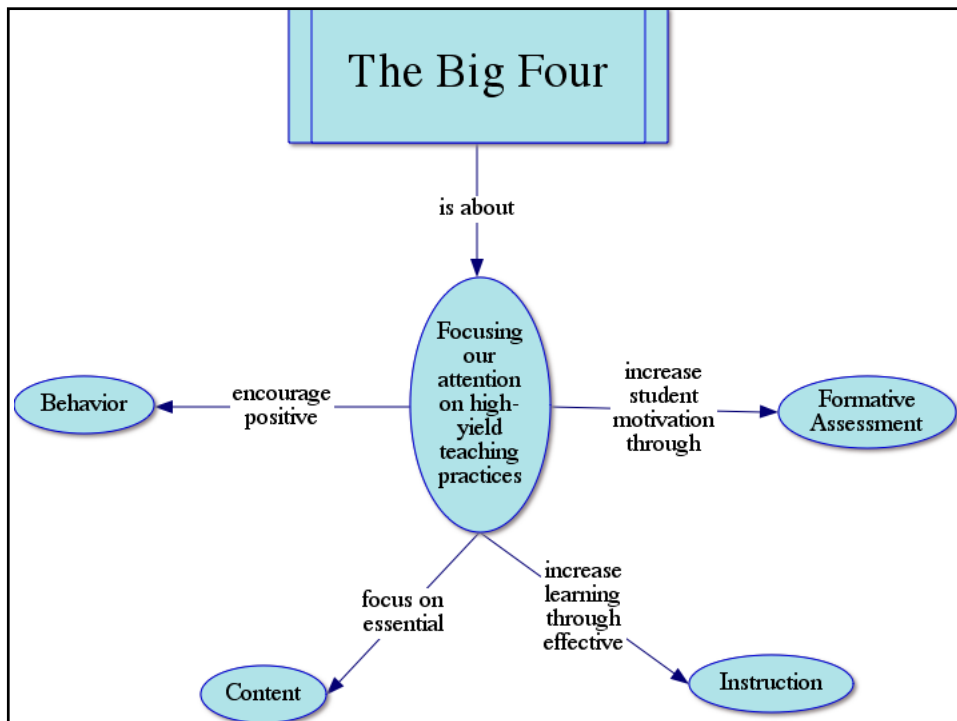 The Big Four
is about
Focusing
our
attention
on high-
yield
teaching
practices
encourage
positive
Behavior
increase
student
motivation
through
Formative
Assessment
focus on
essential
Content
increase
learning
through
effective
Instruction